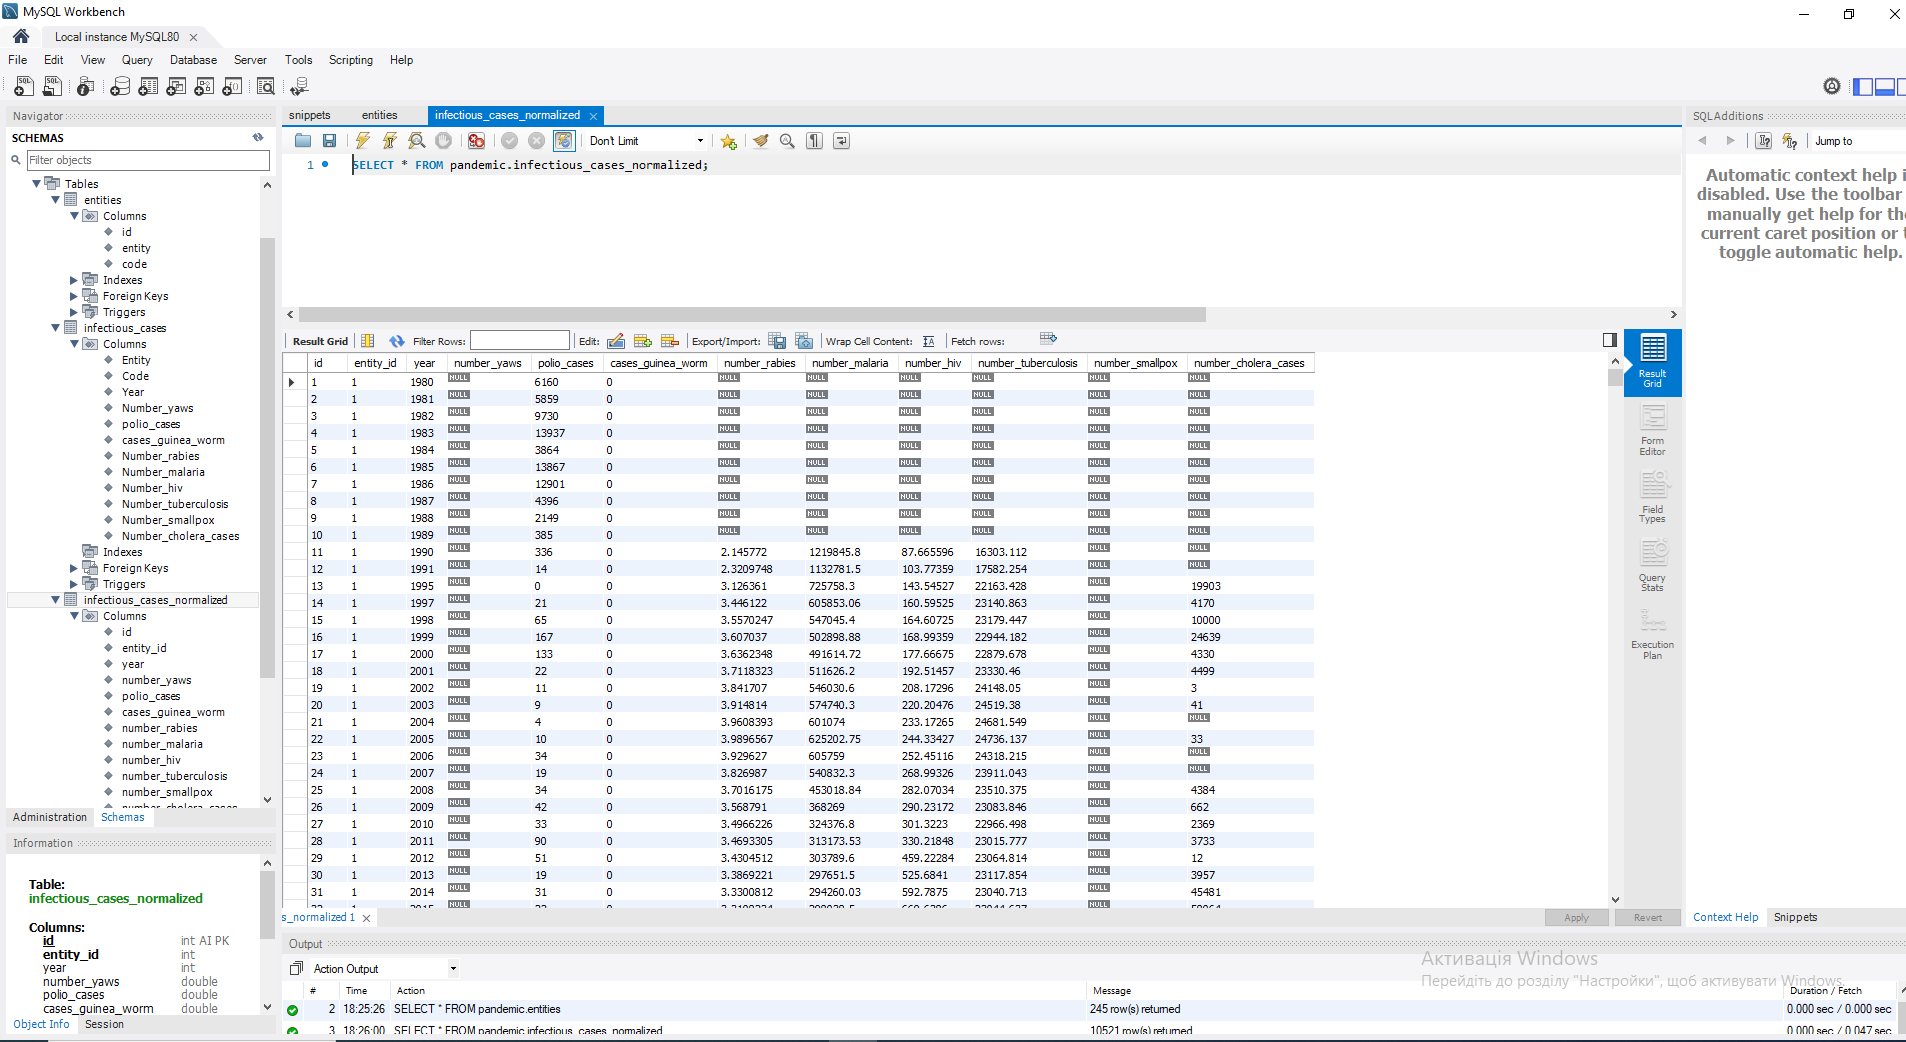 MySQL Workbench
Local instance MySQL80
File Edit View Query Database Server Tools Scripting Help
Navigator
SCHEMAS
Filter objects
Tables
entities
Columns
id
entity
code
Indexes
Foreign Keys
Triggers
infectious_cases
Columns
Entity
Code
Year
Number_yaws
polio_cases
cases_guinea_worm
Number_rabies
Number_malaria
Number_hiv
Number_tuberculosis
Number_smallpox
Number_cholera_cases
Indexes
Foreign Keys
Triggers
infectious_cases_normalized
Columns
id
entity_id
year
number_yaws
polio_cases
cases_guinea_worm
number_rabies
number_malaria
number_hiv
number_tuberculosis
number_smallpox
number_cholera_cases
Administration Schemas
Information
Table:
infectious_cases_normalized
Columns:
id int AI PK
entity_id int
year int
number_yaws double
polio_cases double
cases_guinea_worm double
Object Info Session
snippets entities infectious_cases_normalized
Don't Limit
1 SELECT * FROM pandemic.infectious_cases_normalized;
Result Grid Filter Rows: Edit: Export/Import: Wrap Cell Content: Fetch rows:
id entity_id year number_yaws polio_cases cases_guinea_worm number_rabies number_malaria number_hiv number_tuberculosis number_smallpox number_cholera_cases
1 1 1980 NULL 6160 0 NULL NULL NULL NULL NULL NULL
2 1 1981 NULL 5859 0 NULL NULL NULL NULL NULL NULL
3 1 1982 NULL 9730 0 NULL NULL NULL NULL NULL NULL
4 1 1983 NULL 13937 0 NULL NULL NULL NULL NULL NULL
5 1 1984 NULL 3864 0 NULL NULL NULL NULL NULL NULL
6 1 1985 NULL 13867 0 NULL NULL NULL NULL NULL NULL
7 1 1986 NULL 12901 0 NULL NULL NULL NULL NULL NULL
8 1 1987 NULL 4396 0 NULL NULL NULL NULL NULL NULL
9 1 1988 NULL 2149 0 NULL NULL NULL NULL NULL NULL
10 1 1989 NULL 385 0 NULL NULL NULL NULL NULL NULL
11 1 1990 NULL 336 0 2.145772 1219845.8 87.665596 16303.112 NULL NULL
12 1 1991 NULL 14 0 2.3209748 1132781.5 103.77359 17582.254 NULL NULL
13 1 1995 NULL 0 0 3.126361 725758.3 143.54527 22163.428 NULL 19903
14 1 1997 NULL 21 0 3.446122 605853.06 160.59525 23140.863 NULL 4170
15 1 1998 NULL 65 0 3.5570247 547045.4 164.60725 23179.447 NULL 10000
16 1 1999 NULL 167 0 3.607037 502898.88 168.99359 22944.182 NULL 24639
17 1 2000 NULL 133 0 3.6362348 491614.72 177.66675 22879.678 NULL 4330
18 1 2001 NULL 22 0 3.7118323 511626.2 192.51457 23330.46 NULL 4499
19 1 2002 NULL 11 0 3.841707 546030.6 208.17296 24148.05 NULL 3
20 1 2003 NULL 9 0 3.914814 574740.3 220.20476 24519.38 NULL 41
21 1 2004 NULL 4 0 3.9608393 601074 233.17265 24681.549 NULL NULL
22 1 2005 NULL 10 0 3.9896567 625202.75 244.33427 24736.137 NULL 33
23 1 2006 NULL 34 0 3.929627 605759 252.45116 24318.215 NULL NULL
24 1 2007 NULL 19 0 3.826987 540832.3 268.99326 23911.043 NULL NULL
25 1 2008 NULL 34 0 3.7016175 453018.84 282.07034 23510.375 NULL 4384
26 1 2009 NULL 42 0 3.568791 368269 290.23172 23083.846 NULL 662
27 1 2010 NULL 33 0 3.4966226 324376.8 301.3223 22966.498 NULL 2369
28 1 2011 NULL 90 0 3.4693305 313173.53 330.21848 23015.777 NULL 3733
29 1 2012 NULL 51 0 3.4304512 303789.6 459.22284 23064.814 NULL 12
30 1 2013 NULL 19 0 3.3869221 297651.5 525.6841 23117.854 NULL 3957
31 1 2014 NULL 31 0 3.3300812 294260.03 592.7875 23040.713 NULL 45481
s_normalized 1 Apply Revert
Result Grid
Form Editor
Field Types
Query Stats
Execution Plan
SQLAdditions
Jump to
Automatic context help i
disabled. Use the toolbar
manually get help for the
current caret position or t
toggle automatic help.
Context Help Snippets
Output
Action Output
# Time Action Message Duration / Fetch
2 18:25:26 SELECT * FROM pandemic.entities 245 row(s) returned 0.000 sec / 0.000 sec
3 18:26:00 SELECT * FROM pandemic.infectious_cases_normalized 10521 row(s) returned 0.000 sec / 0.047 sec
Активація Windows
Перейдіть до розділу "Настройки", щоб активувати Windows.